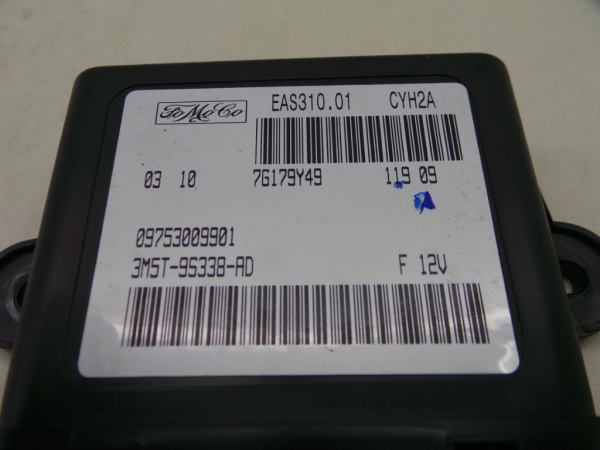 FoMoCo EAS310.01 CYH2A
03 10 7G179Y49 119 09
09753009901
3M5T-9S338-AD F 12V